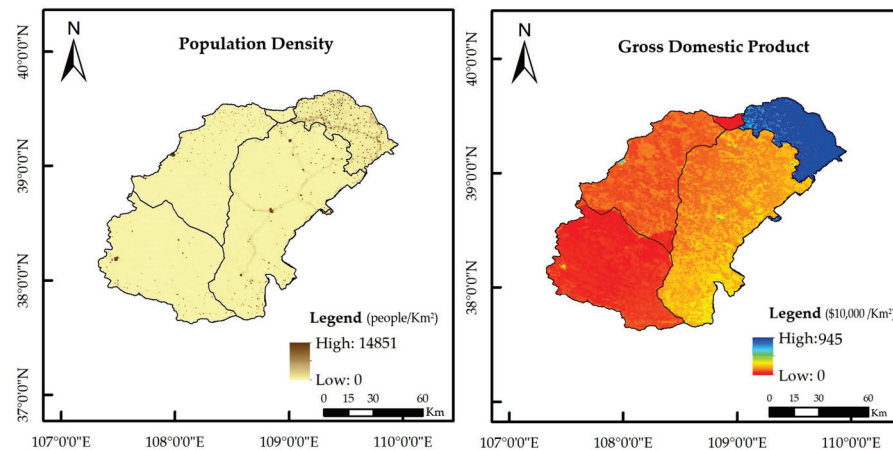 N
Population Density
40°0'0"N
39°0'0"N
38°0'0"N
37°0'0"N
Legend (people/Km²)
High: 14851
Low: 0
0 15 30 60
Km
107°0'0"E 108°0'0"E 109°0'0"E 110°0'0"E
N
Gross Domestic Product
40°0'0"N
39°0'0"N
38°0'0"N
Legend ($10,000 /Km²)
High:945
Low: 0
0 15 30 60
Km
107°0'0"E 108°0'0"E 109°0'0"E 110°0'0"E